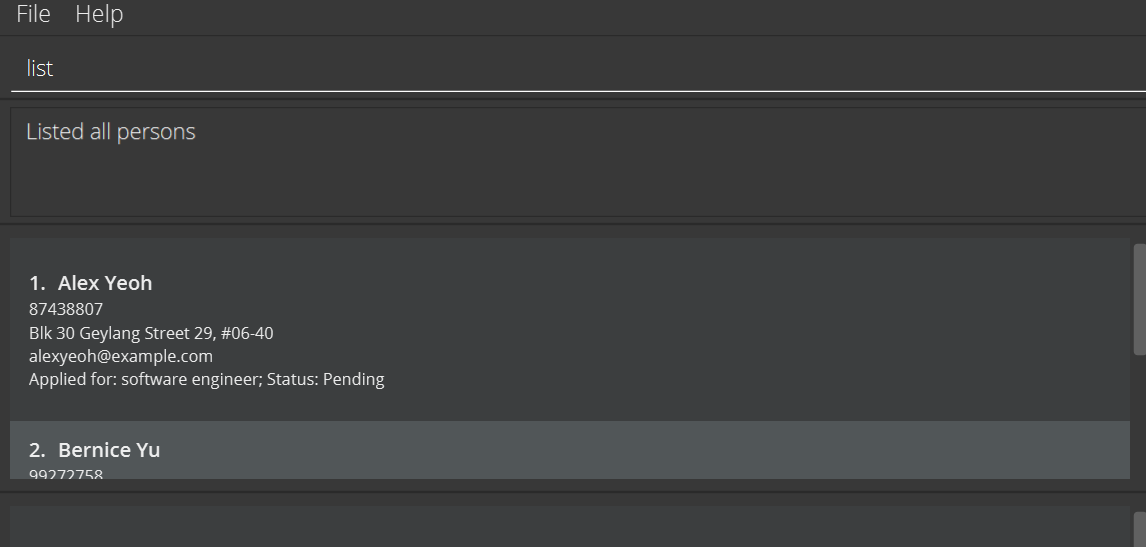 File Help
list
Listed all persons
1. Alex Yeoh
87438807
Blk 30 Geylang Street 29, #06-40
alexyeoh@example.com
Applied for: software engineer; Status: Pending
2. Bernice Yu
99272758